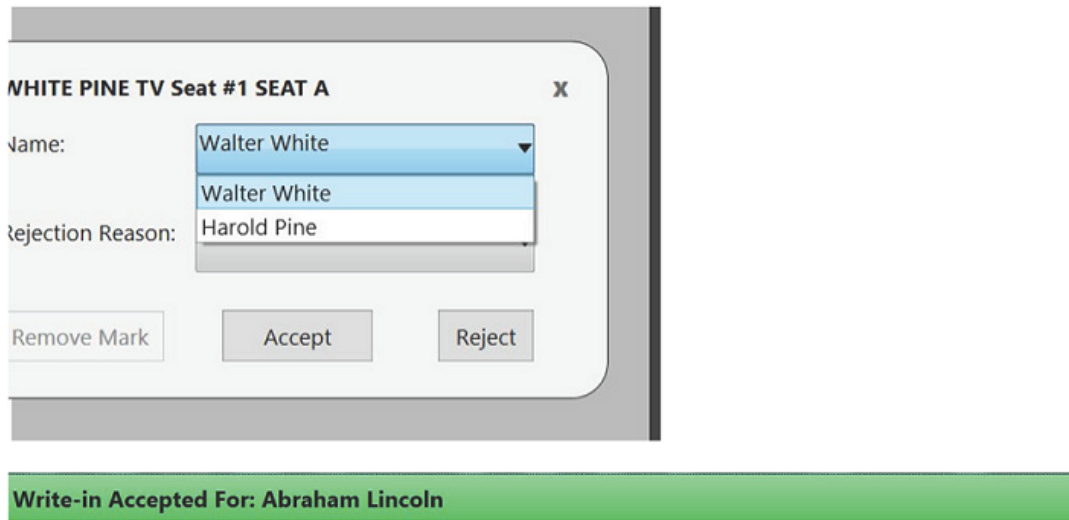 WHITE PINE TV Seat #1 SEAT A X
Name: Walter White
Walter White
Rejection Reason: Harold Pine
Remove Mark Accept Reject
Write-in Accepted For: Abraham Lincoln